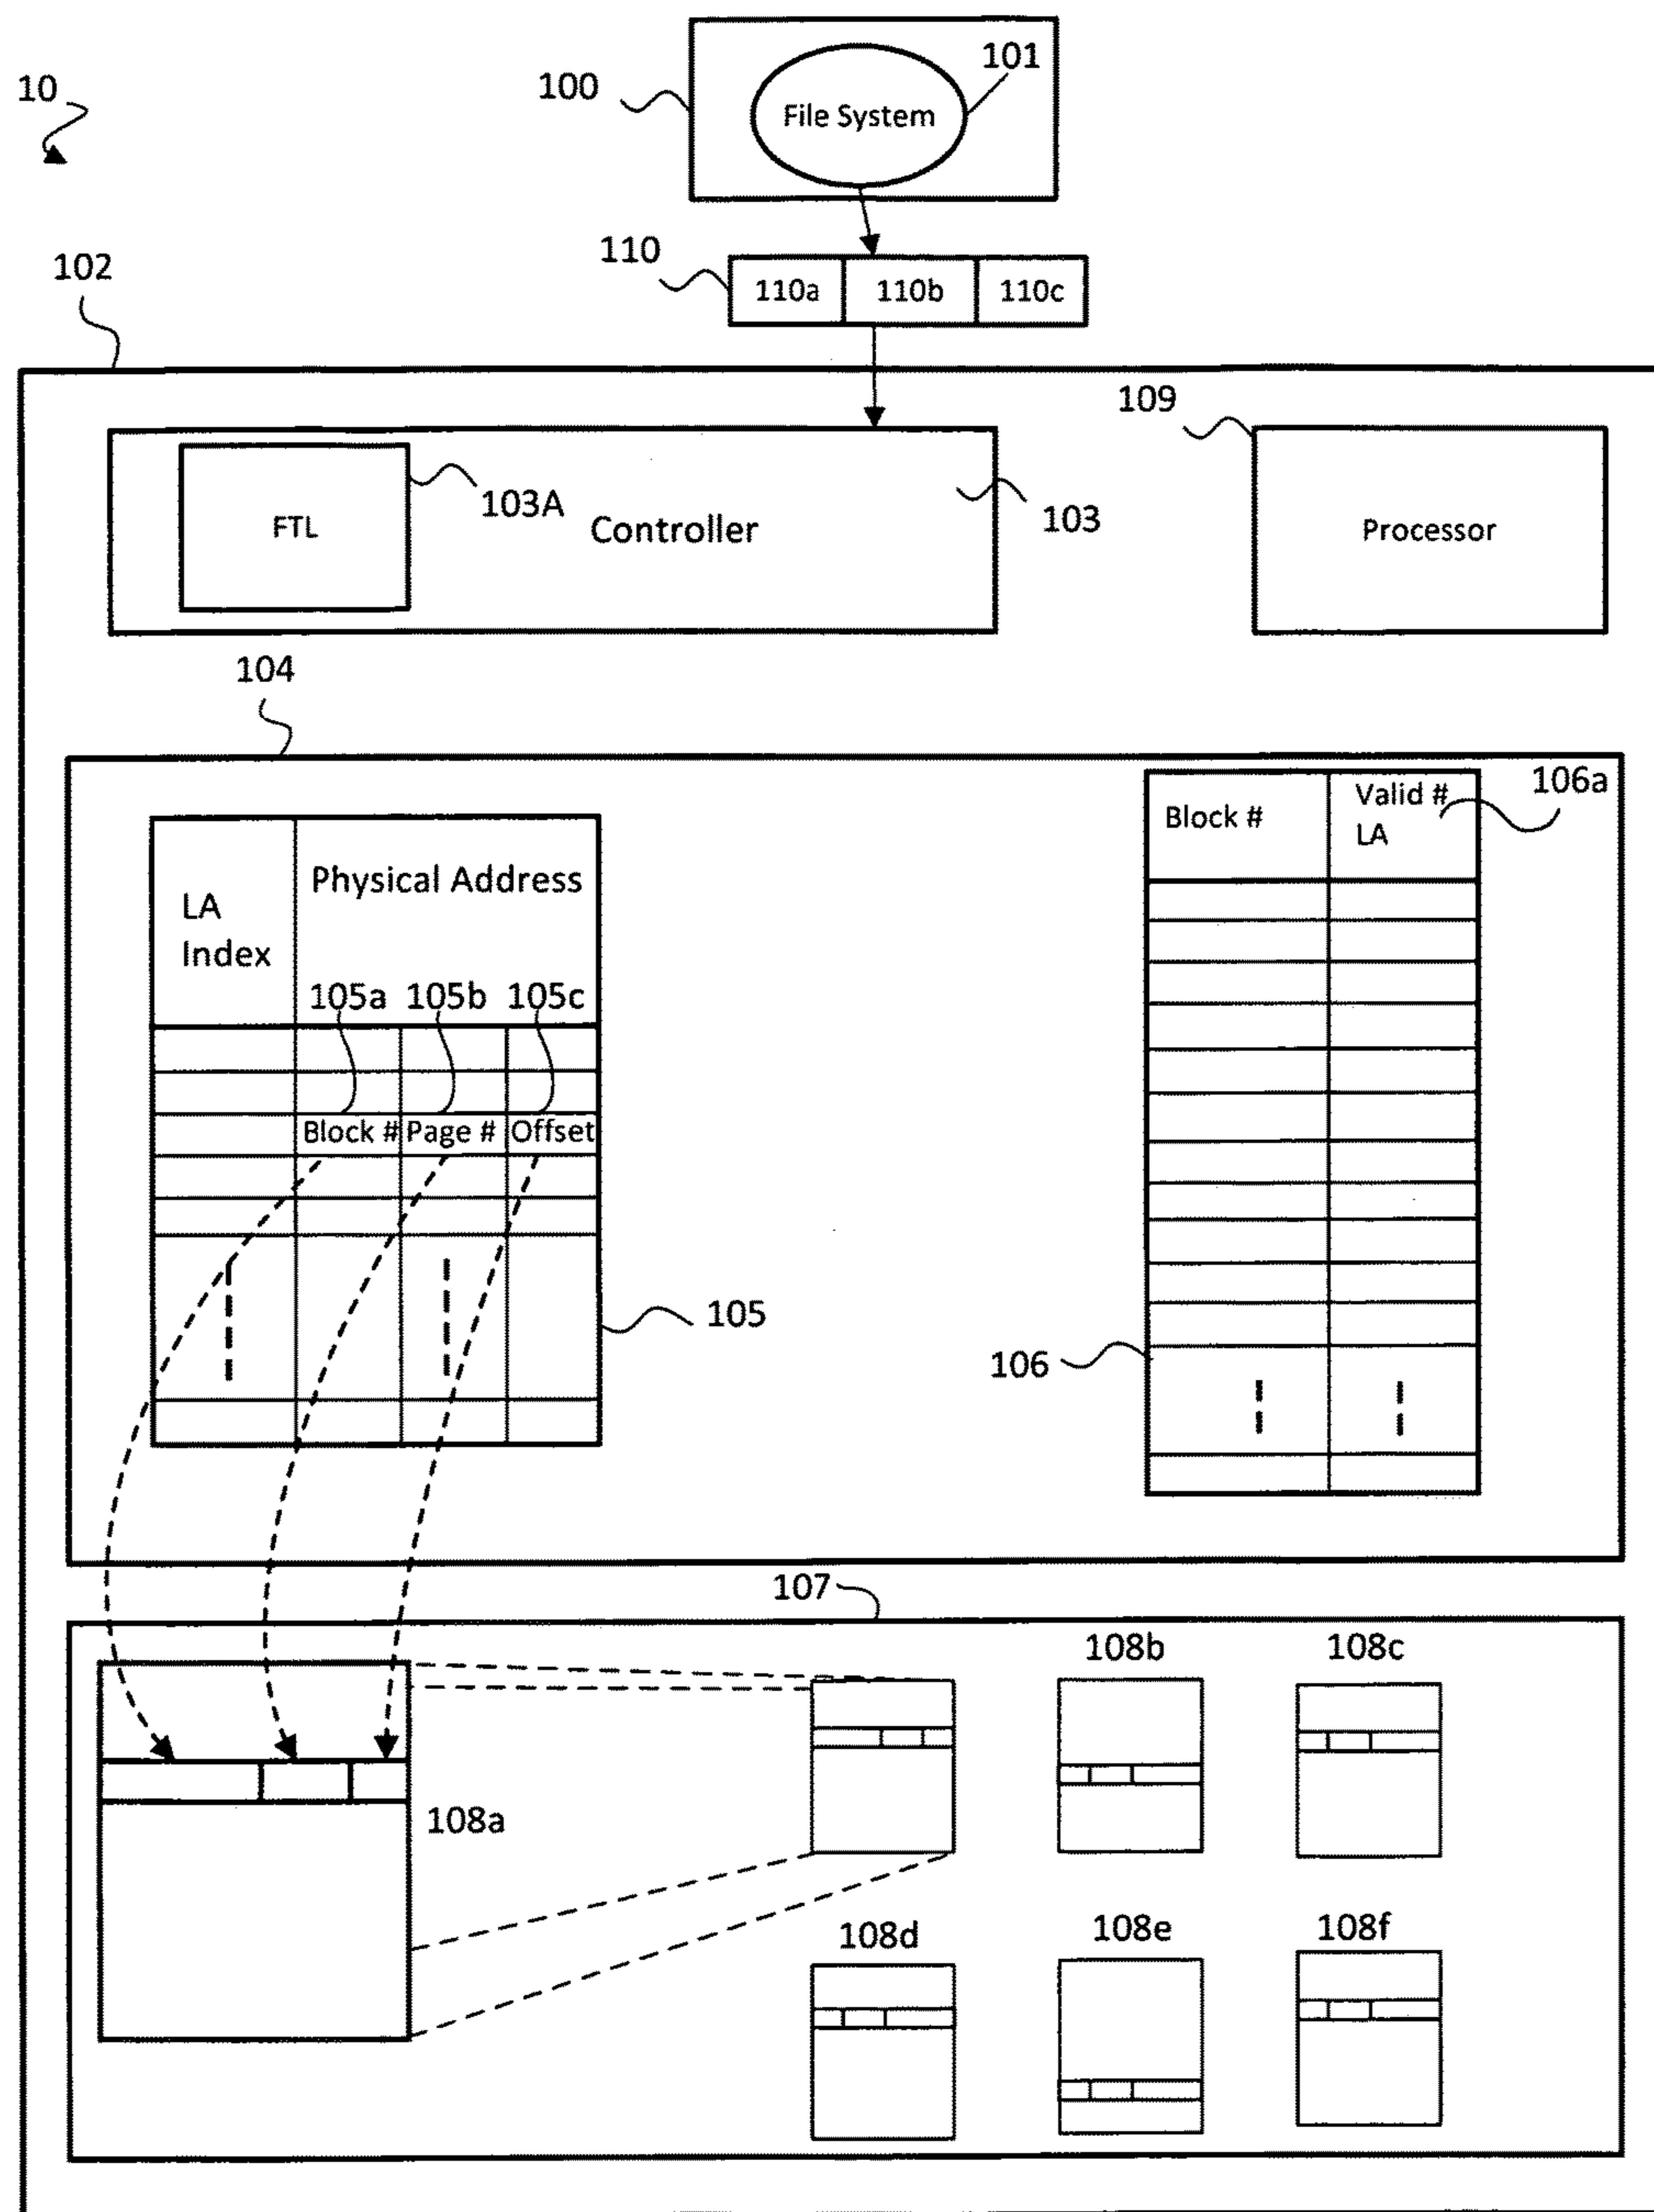 10
100
101
File System
110
110a 110b 110c
102
109
103A
FTL
Controller
103
Processor
104
Block #
Valid #
LA
106a
LA
Index
Physical Address
105a 105b 105c
Block # Page # Offset
105
106
107
108a
108b
108c
108d
108e
108f